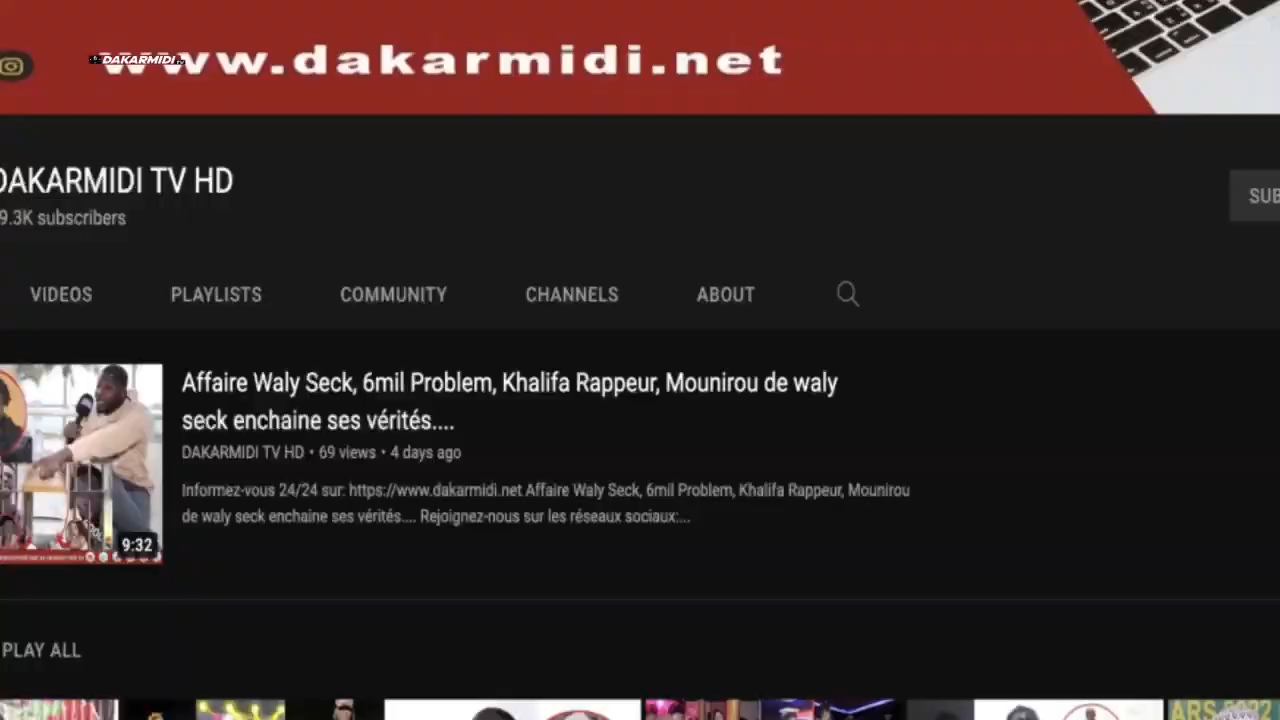 www.dakarmidi.net
DAKARMIDI
DAKARMIDI TV HD
9.3K subscribers
SUB
VIDEOS
PLAYLISTS
COMMUNITY
CHANNELS
ABOUT
Affaire Waly Seck, 6mil Problem, Khalifa Rappeur, Mounirou de waly
seck enchaine ses vérités....
DAKARMIDI TV HD • 69 views • 4 days ago
Informez-vous 24/24 sur: https://www.dakarmidi.net Affaire Waly Seck, 6mil Problem, Khalifa Rappeur, Mounirou
de waly seck enchaine ses vérités.... Rejoignez-nous sur les réseaux sociaux:...
9:32
PLAY ALL